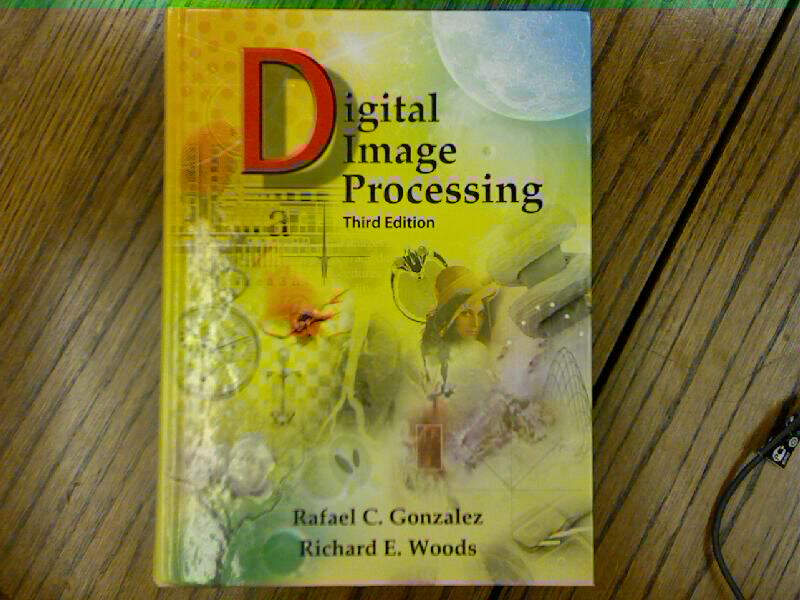 Digital
Image
Processing
Third Edition
a
Rafael C. Gonzalez
Richard E. Woods